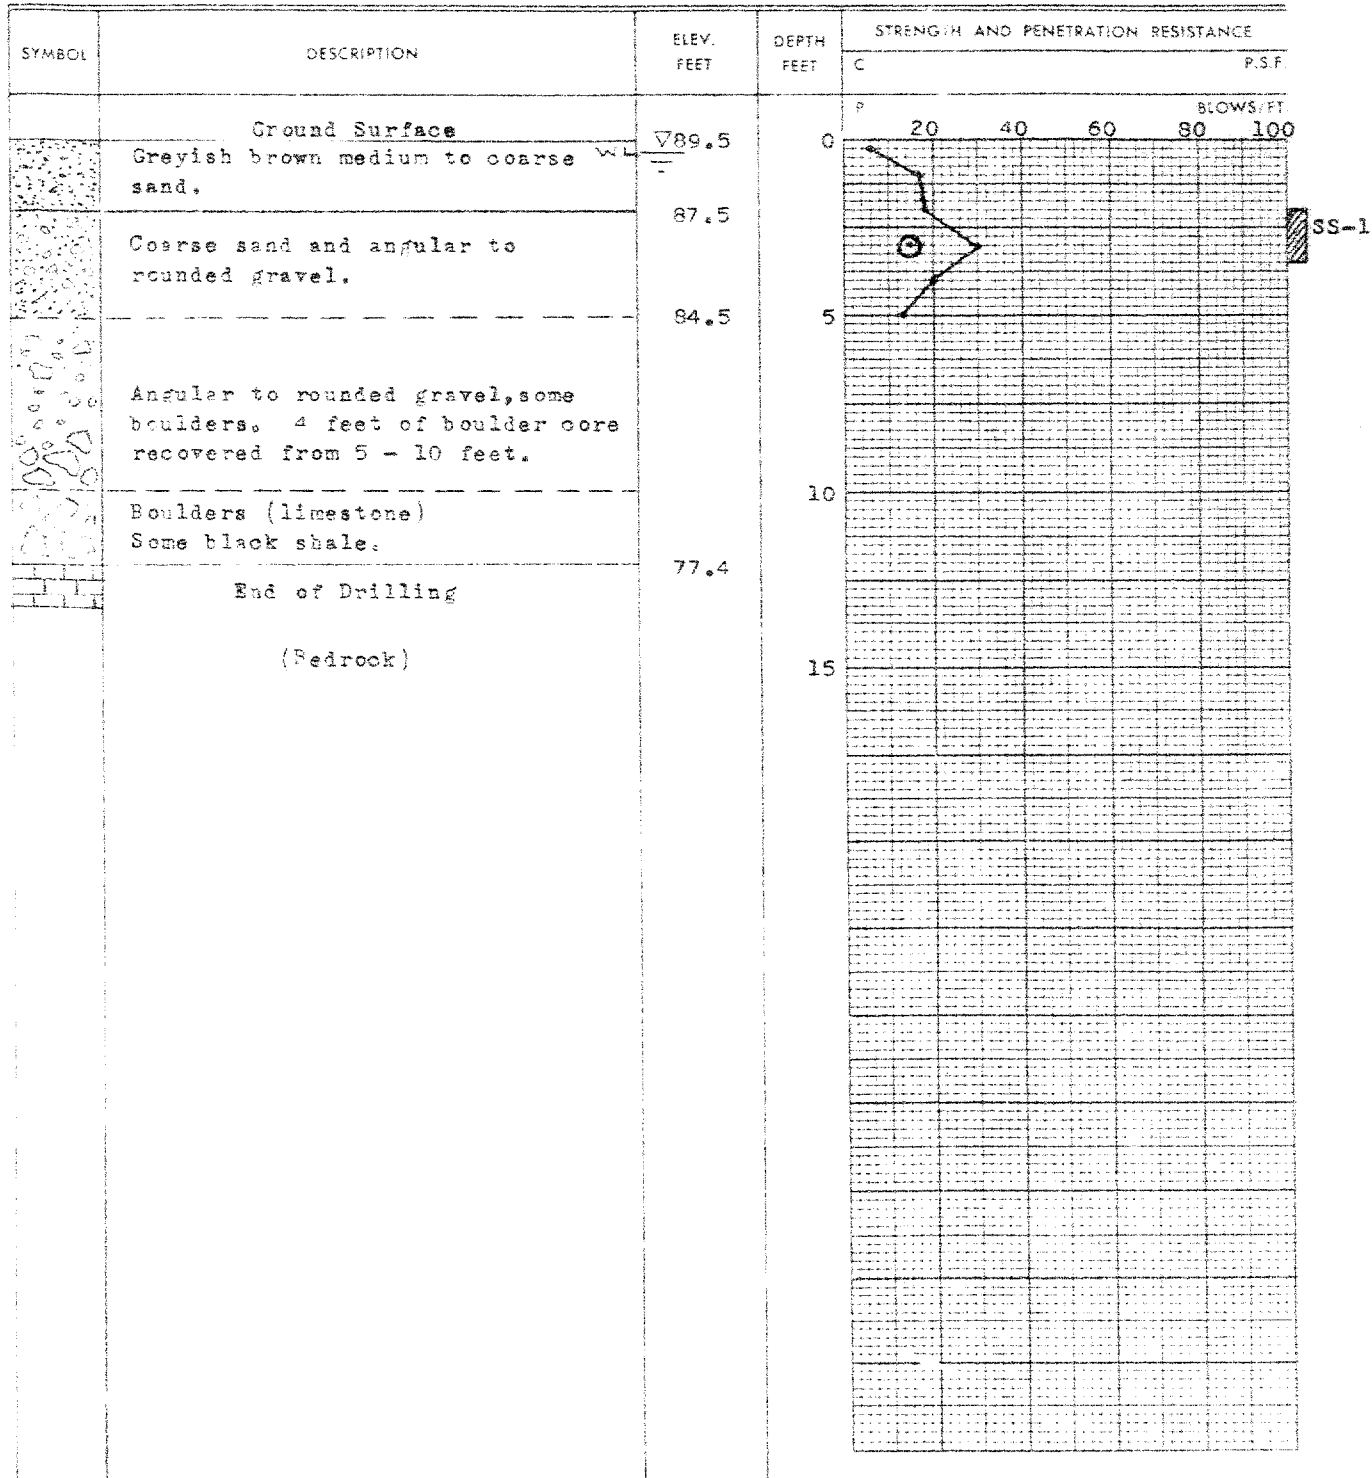 SYMBOL
DESCRIPTION
ELEV.
FEET
DEPTH
FEET
STRENGTH AND PENETRATION RESISTANCE
C P.S.F.
P BLOWS/FT.
20 40 60 80 100
Ground Surface
Greyish brown medium to coarse
sand.
WL
89.5
0
87.5
Coarse sand and angular to
rounded gravel.
SS-1
84.5
5
Angular to rounded gravel, some
boulders. 4 feet of boulder core
recovered from 5 - 10 feet.
10
Boulders (limestone)
Some black shale.
77.4
End of Drilling
(Bedrock)
15